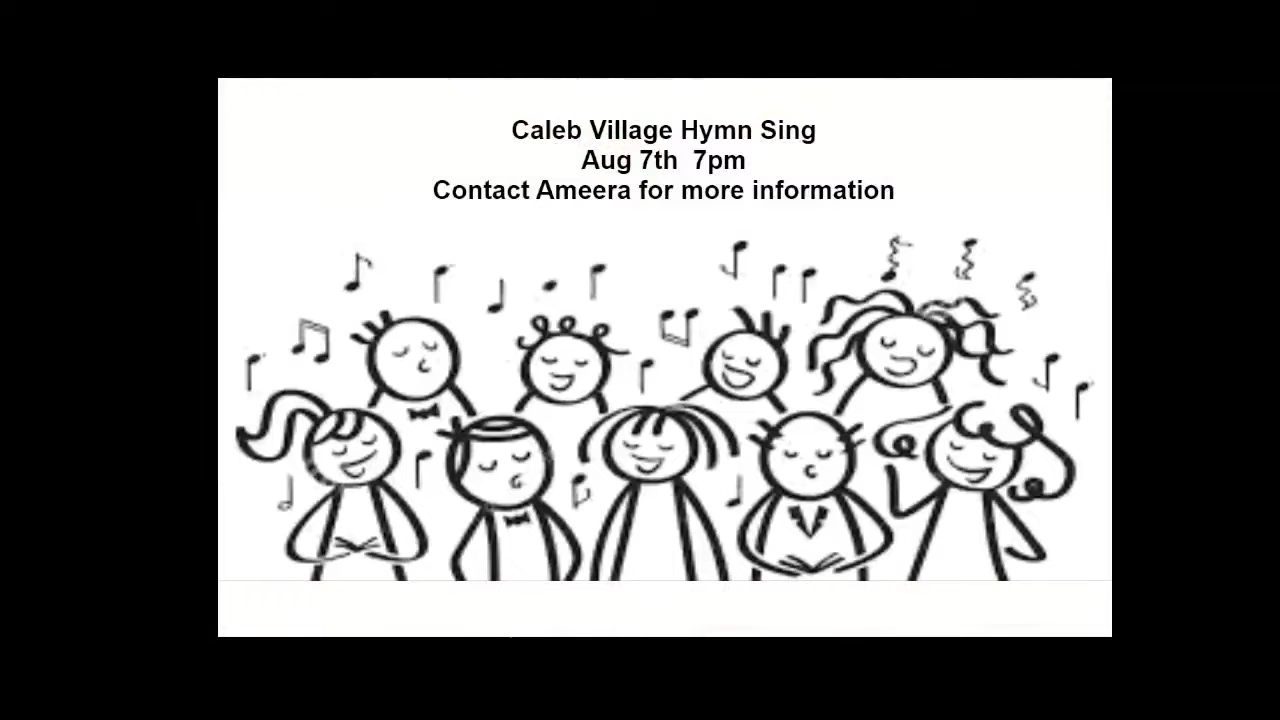 Caleb Village Hymn Sing
Aug 7th  7pm
Contact Ameera for more information